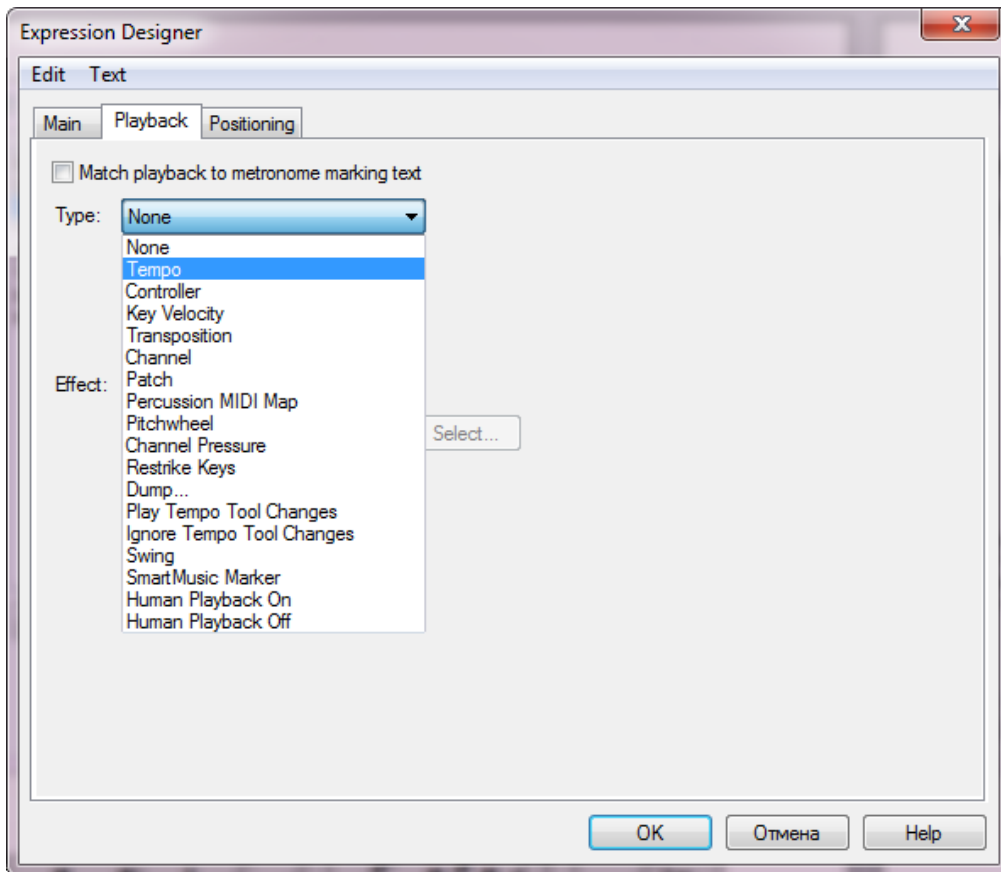 Expression Designer
Edit Text
Main Playback Positioning
Match playback to metronome marking text
Type: None
None
Tempo
Controller
Key Velocity
Transposition
Channel
Effect: Patch
Percussion MIDI Map
Pitchwheel
Select...
Channel Pressure
Restrike Keys
Dump...
Play Tempo Tool Changes
Ignore Tempo Tool Changes
Swing
SmartMusic Marker
Human Playback On
Human Playback Off
OK Отмена Help